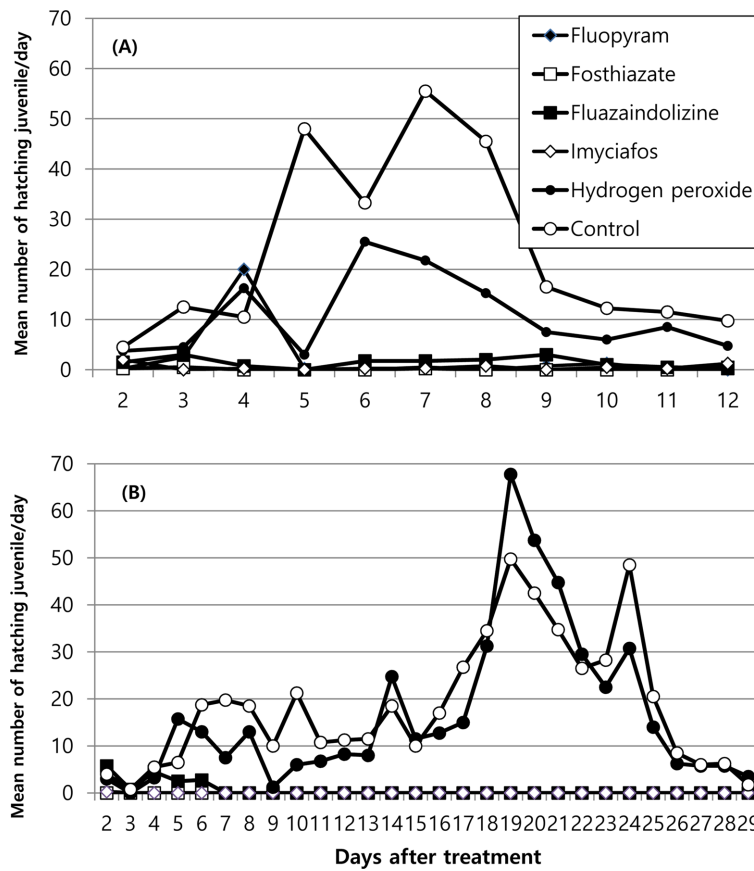 70
60
50
40
30
20
10
0
Mean number of hatching juvenile/day
(A)
Fluopyram
Fosthiazate
Fluazaindolizine
Imyciafos
Hydrogen peroxide
Control
2 3 4 5 6 7 8 9 10 11 12
70
60
50
40
30
20
10
0
Mean number of hatching juvenile/day
(B)
2 3 4 5 6 7 8 9 10 11 12 13 14 15 16 17 18 19 20 21 22 23 24 25 26 27 28 29
Days after treatment